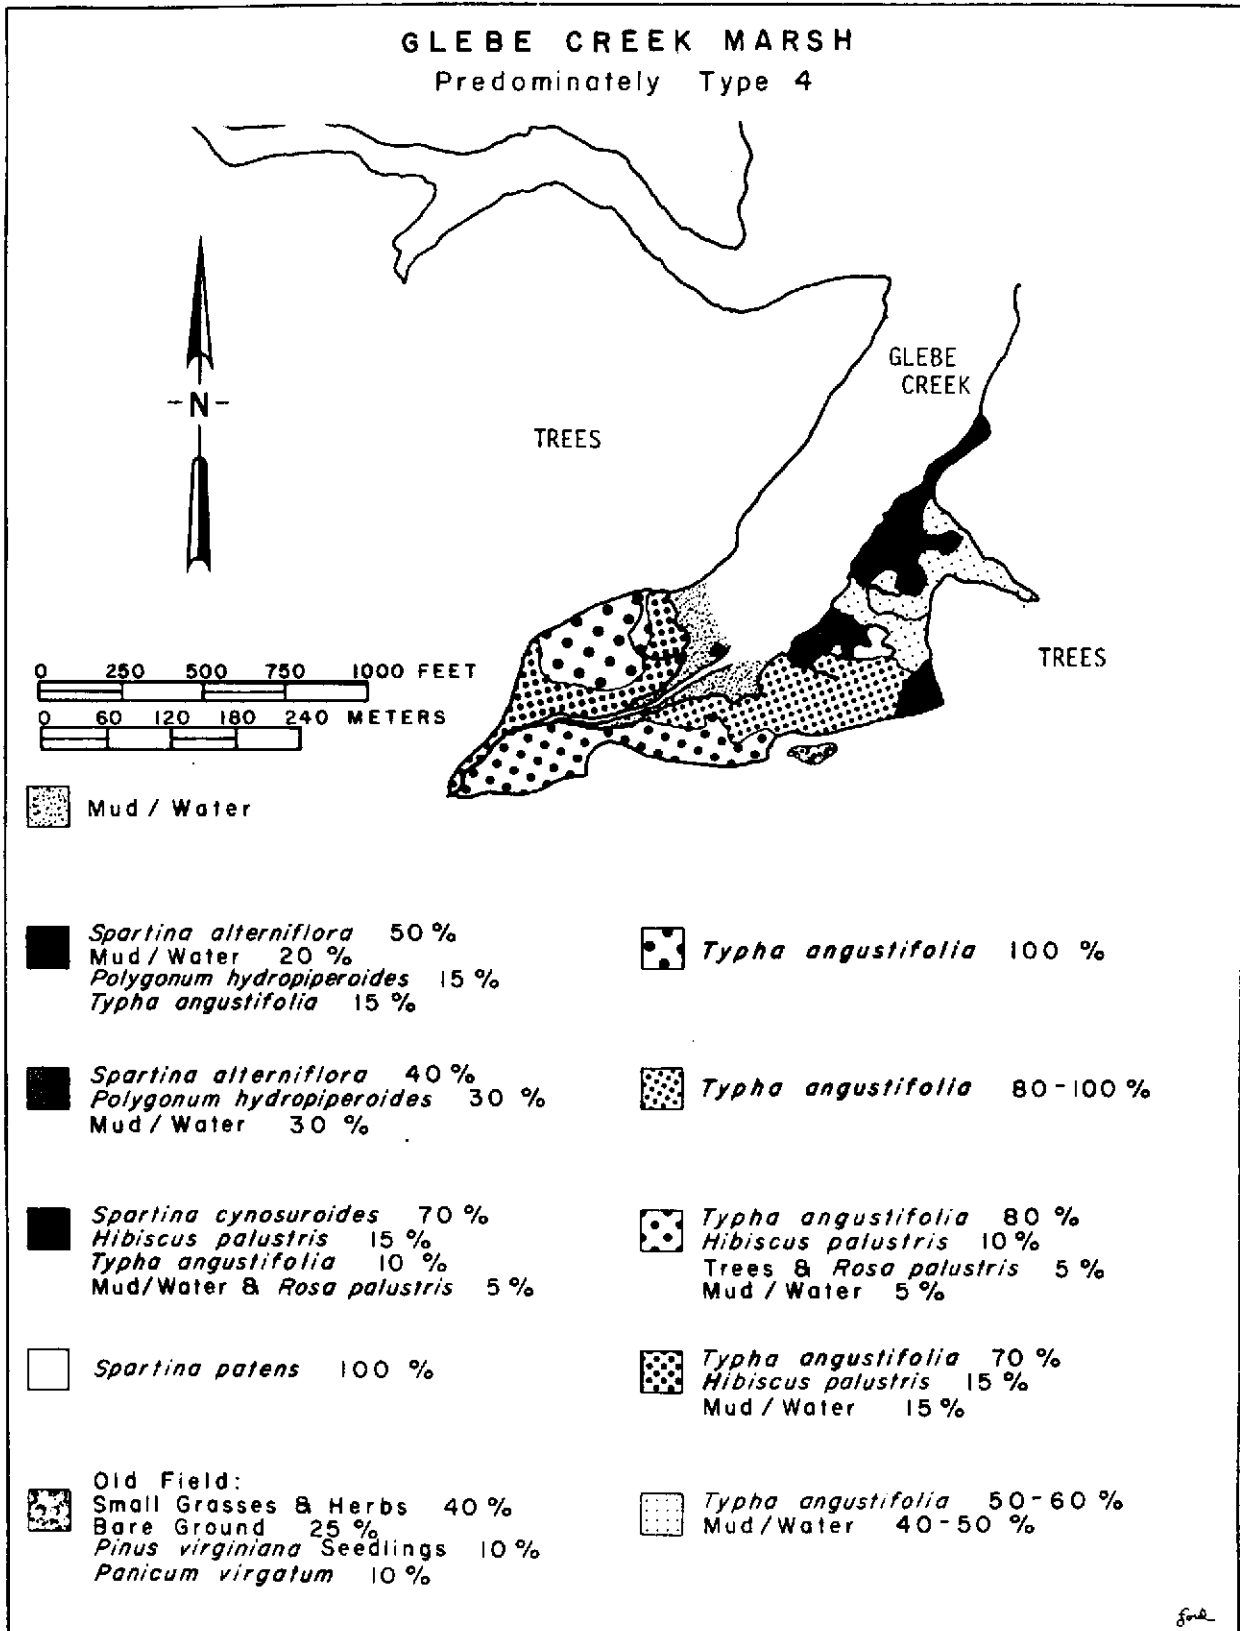 GLEBE CREEK MARSH
Predominately Type 4
GLEBE
CREEK
-N-
TREES
TREES
0 250 500 750 1000 FEET
0 60 120 180 240 METERS
Mud / Water
Spartina alterniflora 50 %
Mud / Water 20 %
Polygonum hydropiperoides 15 %
Typha angustifolia 15 %
Spartina alterniflora 40 %
Polygonum hydropiperoides 30 %
Mud / Water 30 %
Spartina cynosuroides 70 %
Hibiscus palustris 15 %
Typha angustifolia 10 %
Mud/Water & Rosa palustris 5 %
Spartina patens 100 %
Old Field:
Small Grasses & Herbs 40 %
Bare Ground 25 %
Pinus virginiana Seedlings 10 %
Panicum virgatum 10 %
Typha angustifolia 100 %
Typha angustifolia 80-100 %
Typha angustifolia 80 %
Hibiscus palustris 10 %
Trees & Rosa palustris 5 %
Mud / Water 5 %
Typha angustifolia 70 %
Hibiscus palustris 15 %
Mud / Water 15 %
Typha angustifolia 50-60 %
Mud/Water 40-50 %